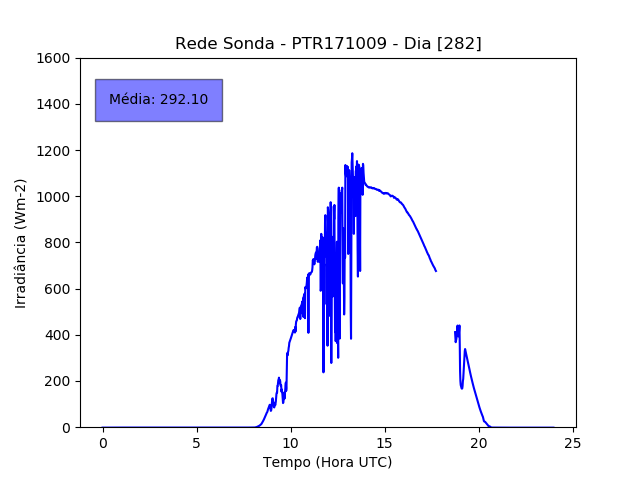 Rede Sonda - PTR171009 - Dia [282]
1600
1400
1200
1000
800
600
400
200
0
Média: 292.10
Irradiância (Wm-2)
0 5 10 15 20 25
Tempo (Hora UTC)